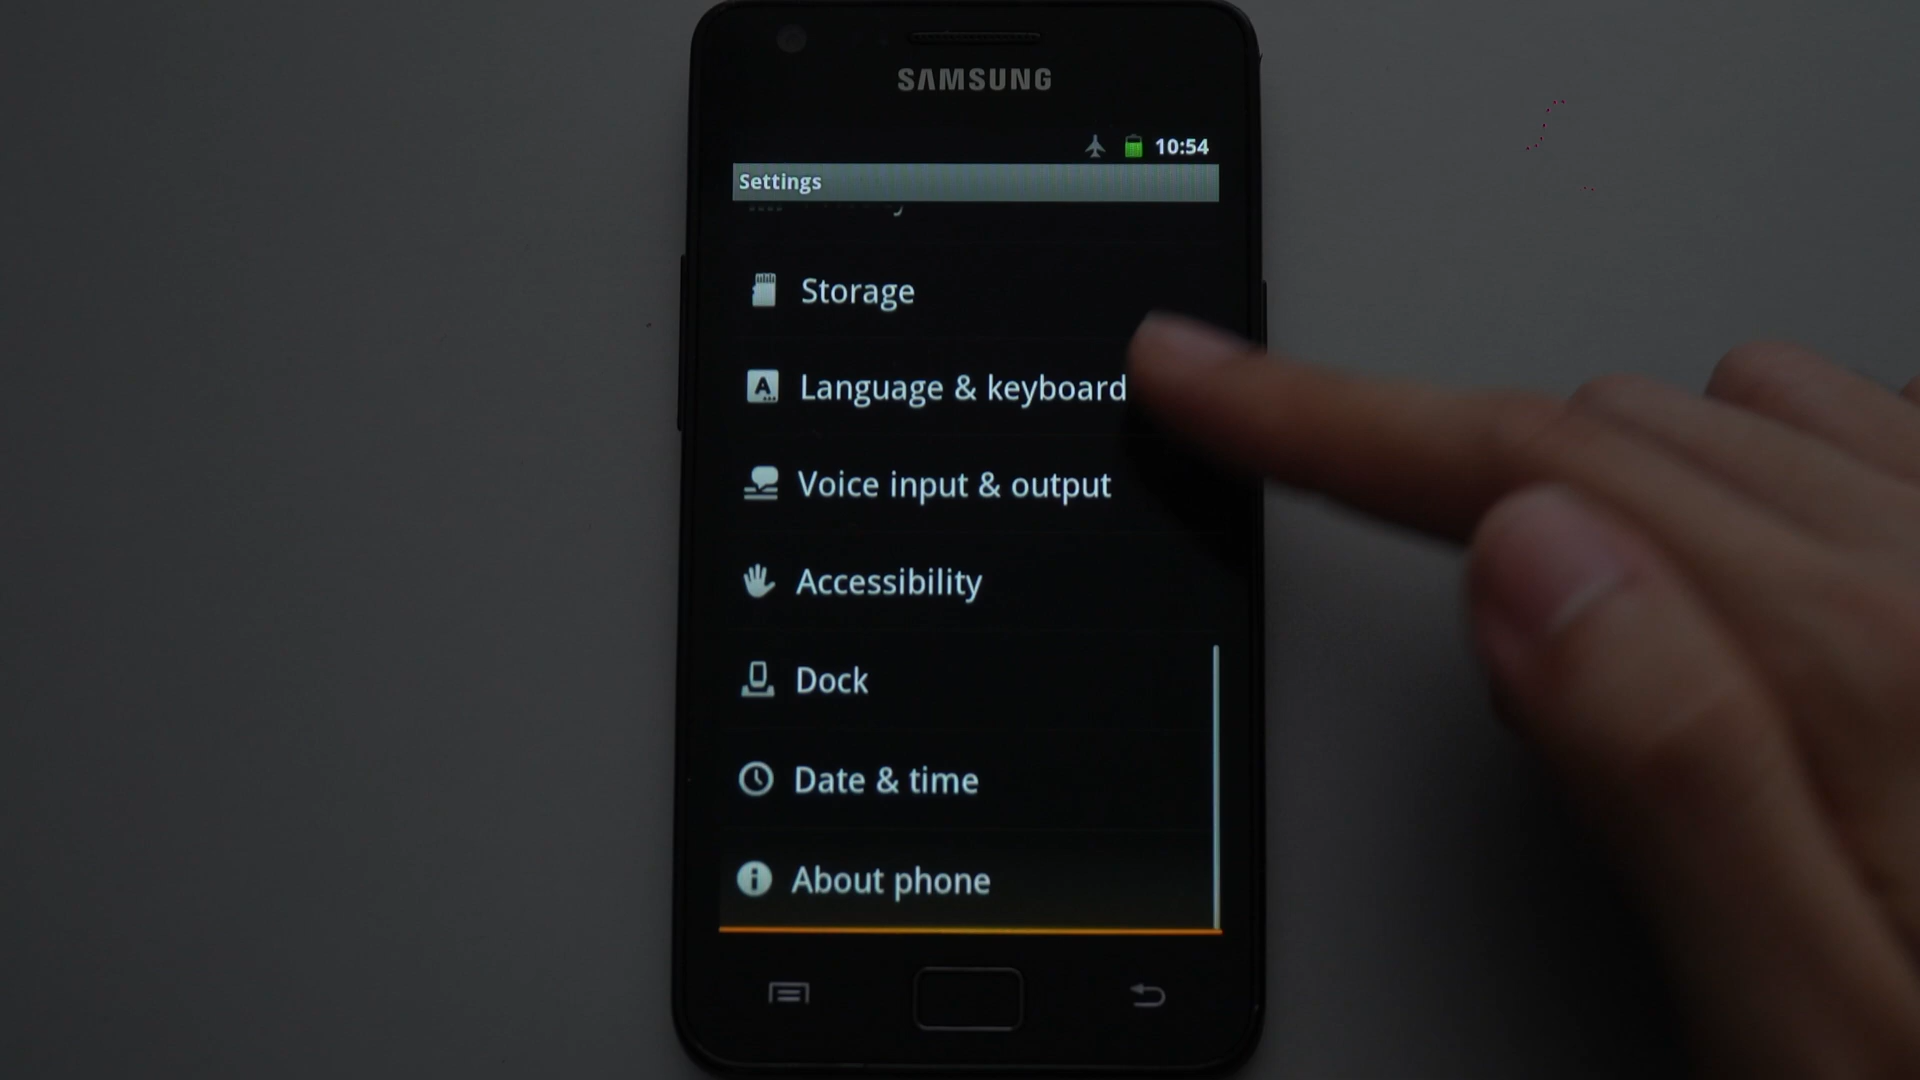 SAMSUNG
10:54
Settings
Storage
Language & keyboard
Voice input & output
Accessibility
Dock
Date & time
About phone